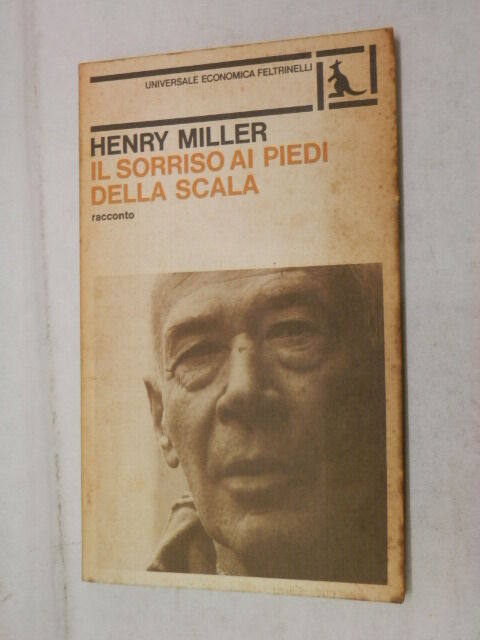 UNIVERSALE ECONOMICA FELTRINELLI
HENRY MILLER
IL SORRISO AI PIEDI
DELLA SCALA
racconto